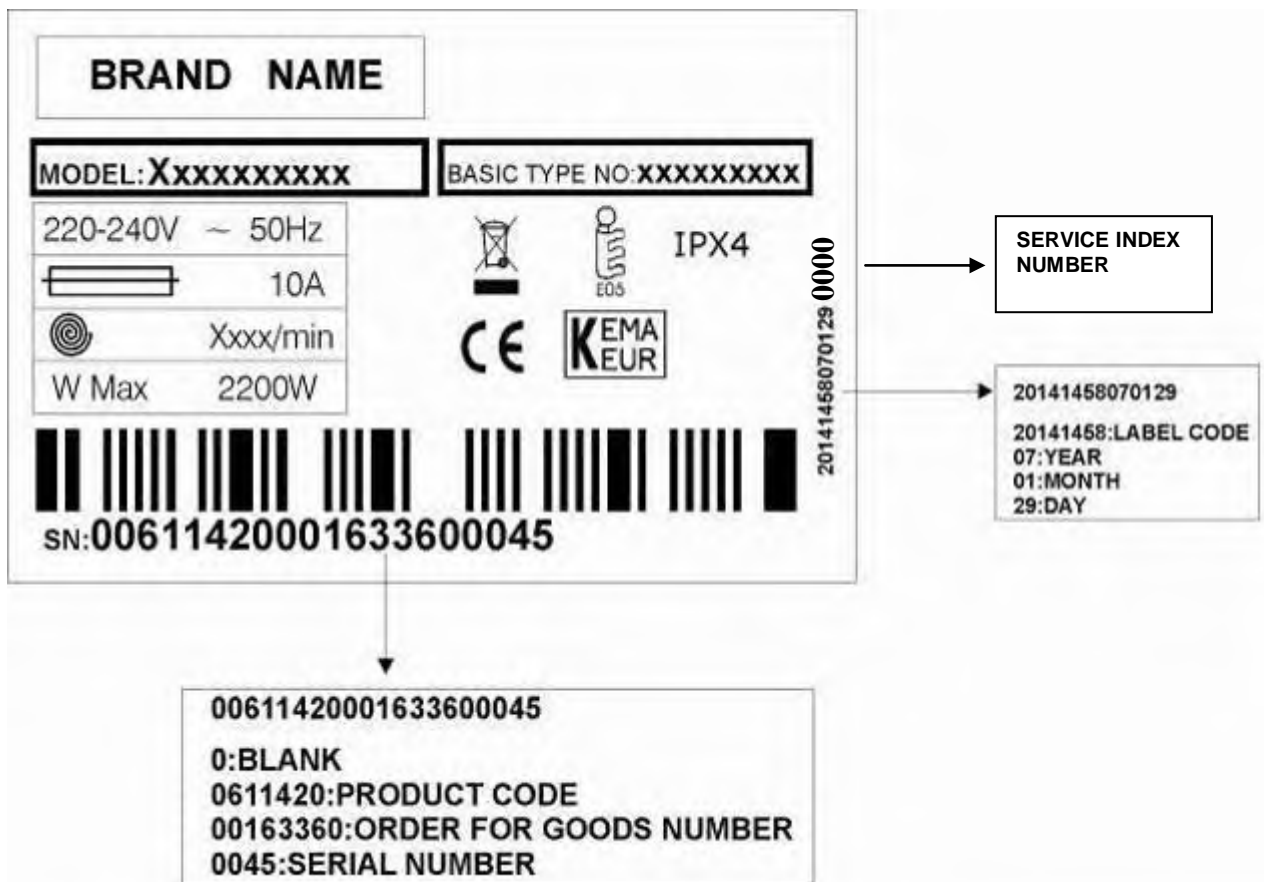 BRAND NAME
MODEL:Xxxxxxxxxx
BASIC TYPE NO:xxxxxxxxx
220-240V ~ 50Hz
10A
Xxxx/min
W Max 2200W
IPX4
CE
KEMA
EUR
20141458070129 0000
SN:00611420001633600045
SERVICE INDEX
NUMBER
20141458070129
20141458:LABEL CODE
07:YEAR
01:MONTH
29:DAY
00611420001633600045
0:BLANK
0611420:PRODUCT CODE
00163360:ORDER FOR GOODS NUMBER
0045:SERIAL NUMBER